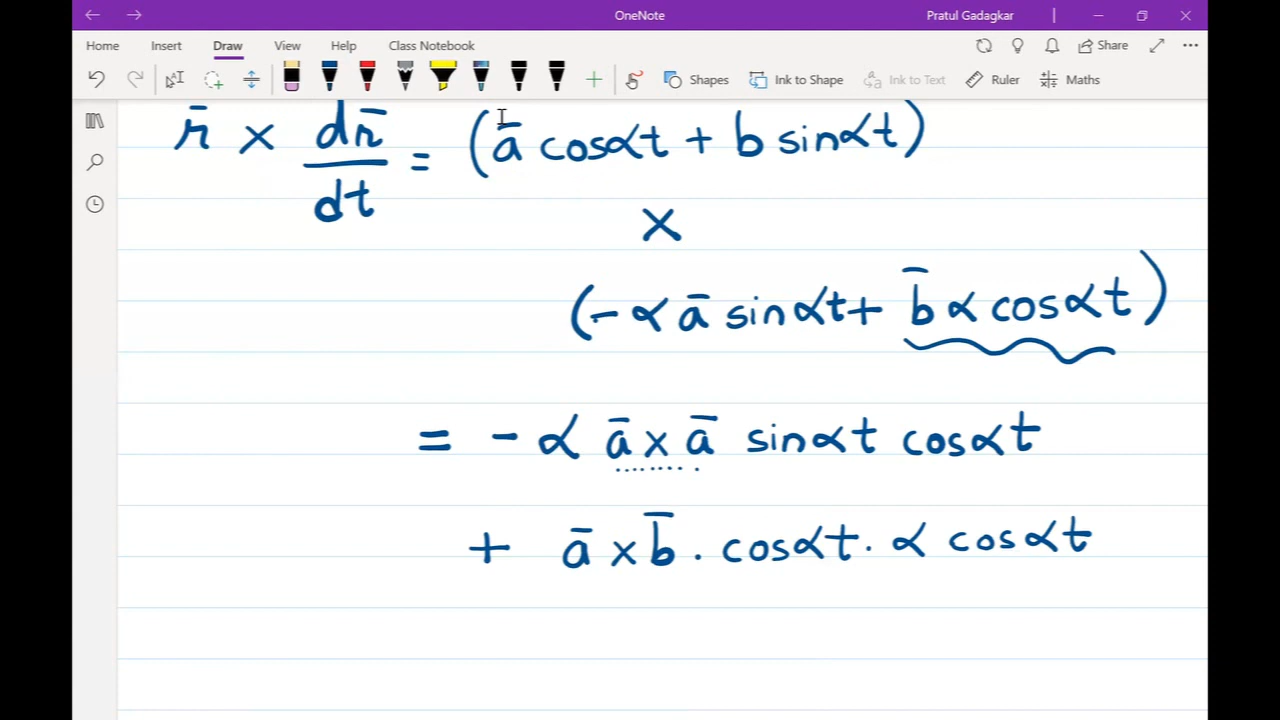 OneNote
Pratul Gadagkar
Home Insert Draw View Help Class Notebook
Share
Shapes Ink to Shape Ink to Text Ruler Maths
r̄ × dr̄/dt = (ā cosαt + b sinαt)
×
(- α ā sinαt + b̄ α cosαt)
= - α ā × ā sinαt cosαt
+ ā × b̄ . cosαt . α cosαt